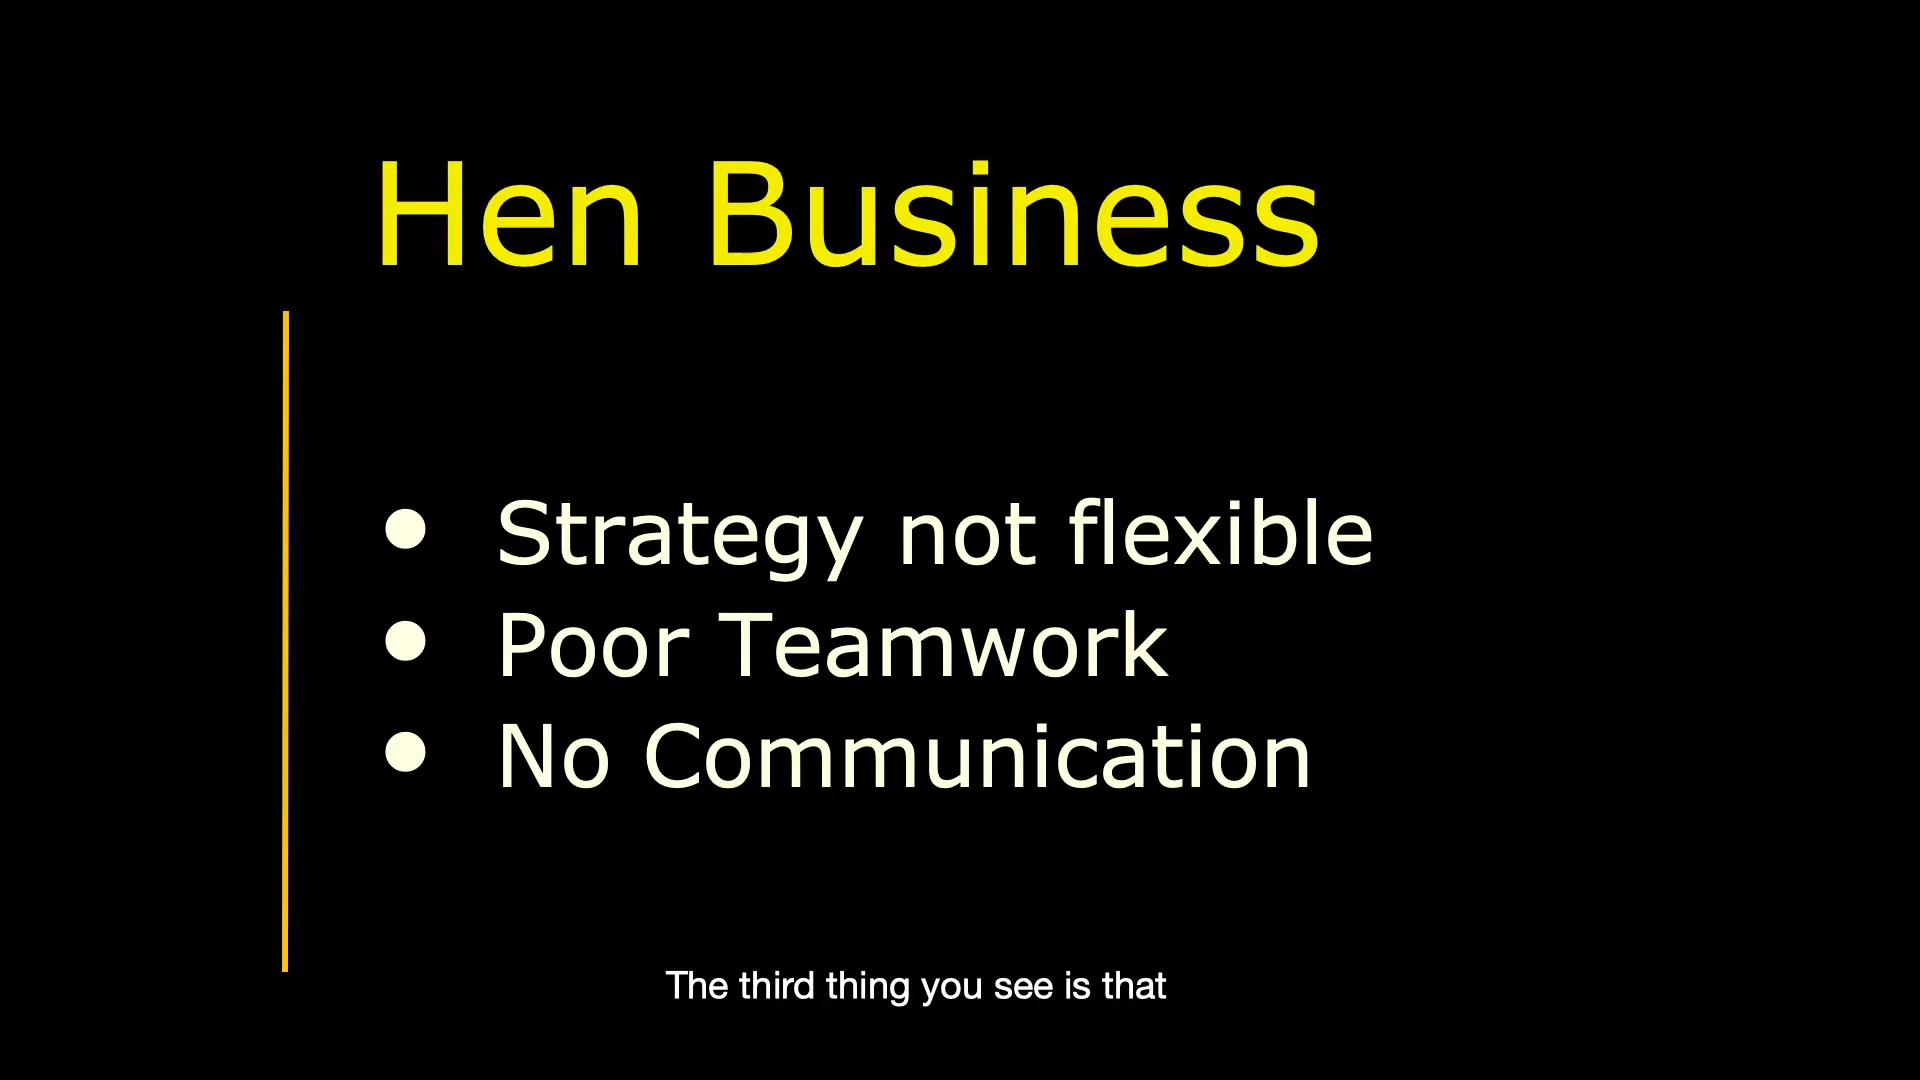 Hen Business
● Strategy not flexible
● Poor Teamwork
● No Communication
The third thing you see is that